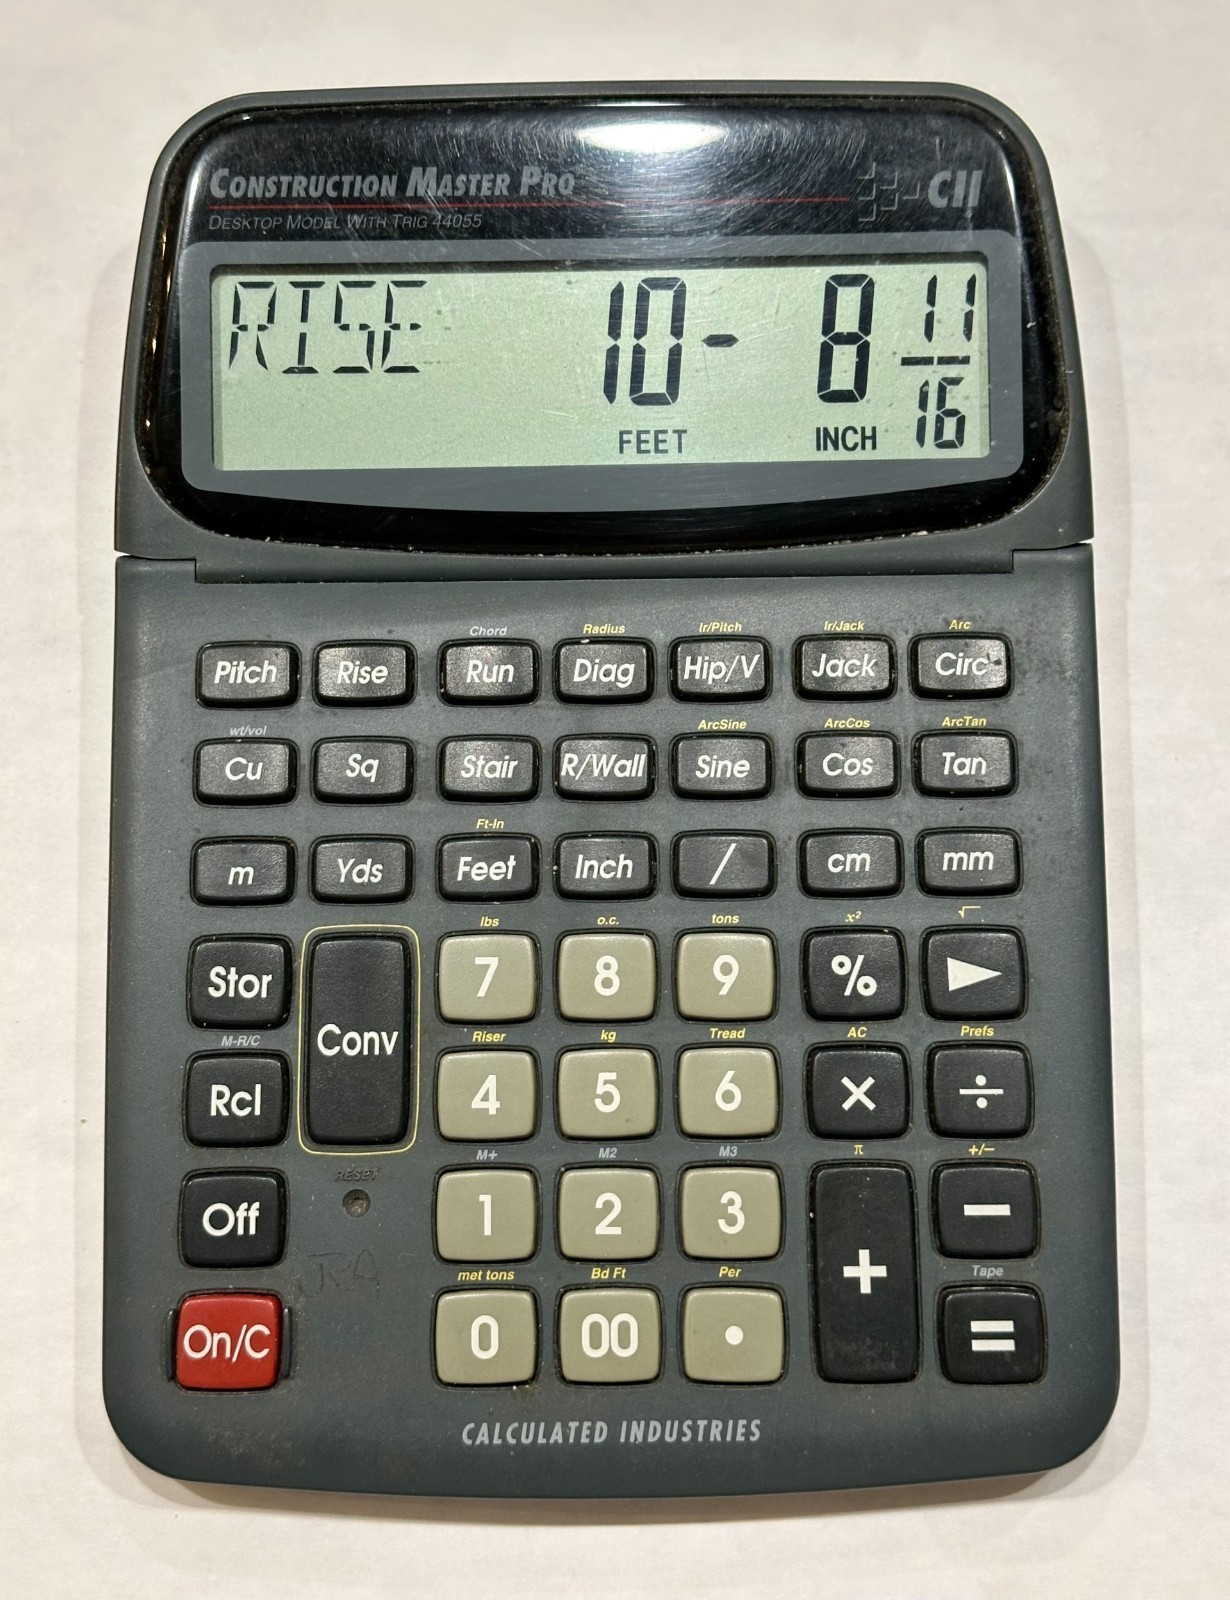 CONSTRUCTION MASTER PRO
CII
DESKTOP MODEL WITH TRIG 44055
RISE 10 - 8 11/16
FEET INCH
Chord Radius Ir/Pitch Ir/Jack Arc
Pitch Rise Run Diag Hip/V Jack Circ
wt/vol ArcSine ArcCos ArcTan
Cu Sq Stair R/Wall Sine Cos Tan
Ft-In
m Yds Feet Inch / cm mm
lbs o.c. tons x² √
Stor Conv 7 8 9 % ►
M-R/C Riser kg Tread AC Prefs
Rcl 4 5 6 × ÷
RESET M+ M2 M3 π +/−
Off 1 2 3 + −
met tons Bd Ft Per Tape
On/C 0 00 • =
CALCULATED INDUSTRIES